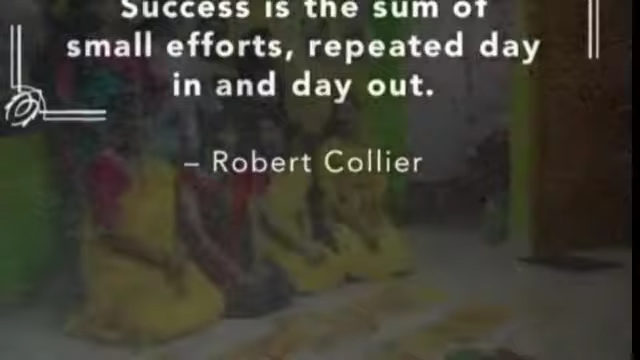 Success is the sum of
small efforts, repeated day
in and day out.
– Robert Collier